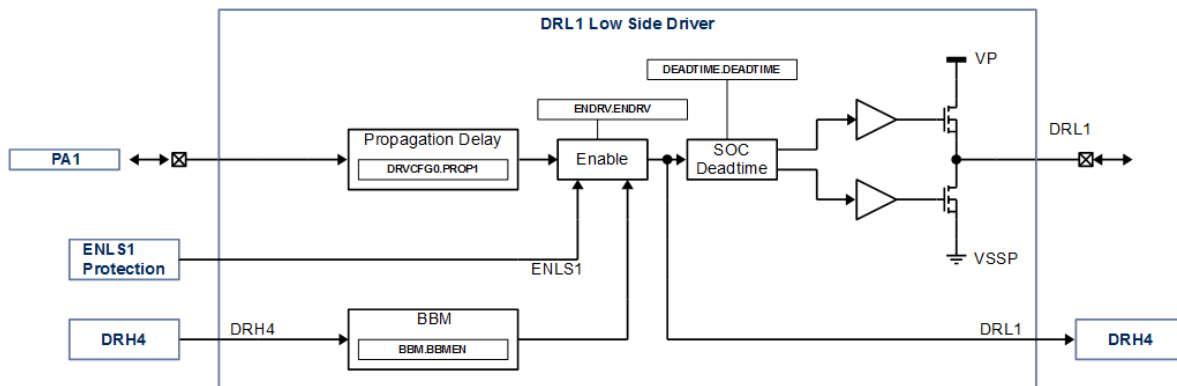 DRL1 Low Side Driver
DEADTIME.DEADTIME
VP
ENDRV.ENDRV
PA1
Propagation Delay
DRVCFG0.PROP1
Enable
SOC
Deadtime
DRL1
ENLS1
Protection
ENLS1
VSSP
DRH4
DRH4
BBM
BBM.BBMEN
DRL1
DRH4